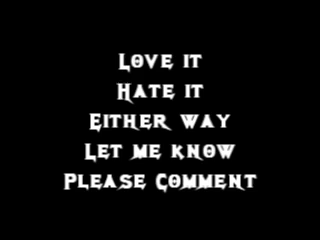 Love it
Hate it
Either way
Let me know
Please Comment